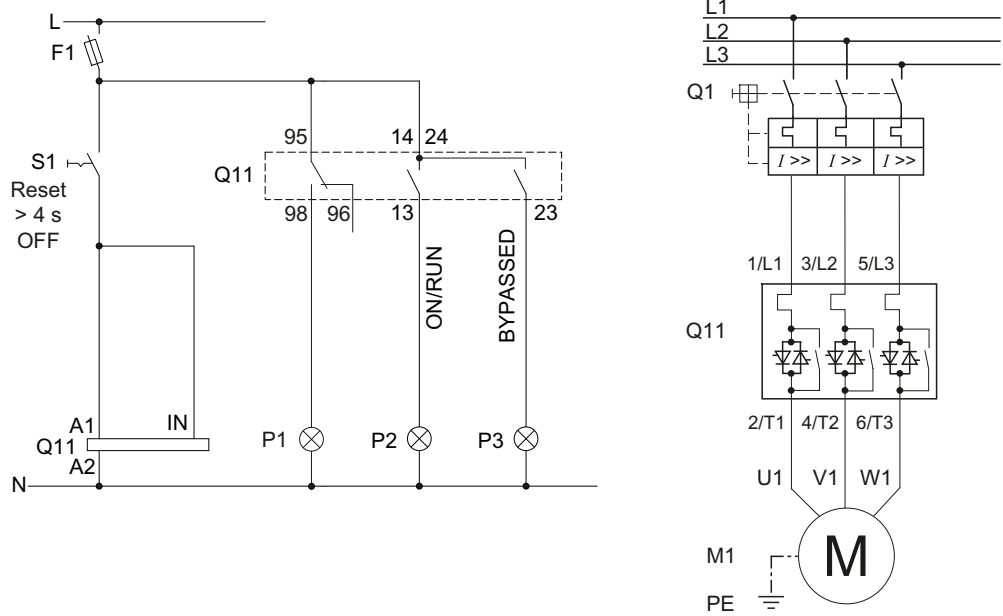 L
F1
S1
Reset
> 4 s
OFF
95
14
24
Q11
98
96
13
23
ON/RUN
BYPASSED
A1
IN
Q11
A2
P1
P2
P3
N
L1
L2
L3
Q1
I >>
I >>
I >>
1/L1
3/L2
5/L3
Q11
2/T1
4/T2
6/T3
U1
V1
W1
M1
M
PE